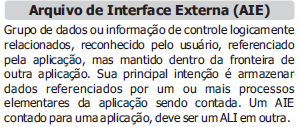 Arquivo de Interface Externa (AIE)
Grupo de dados ou informação de controle logicamente
relacionados, reconhecido pelo usuário, referenciado
pela aplicação, mas mantido dentro da fronteira de
outra aplicação. Sua principal intenção é armazenar
dados referenciados por um ou mais processos
elementares da aplicação sendo contada. Um AIE
contado para uma aplicação, deve ser um ALI em outra.